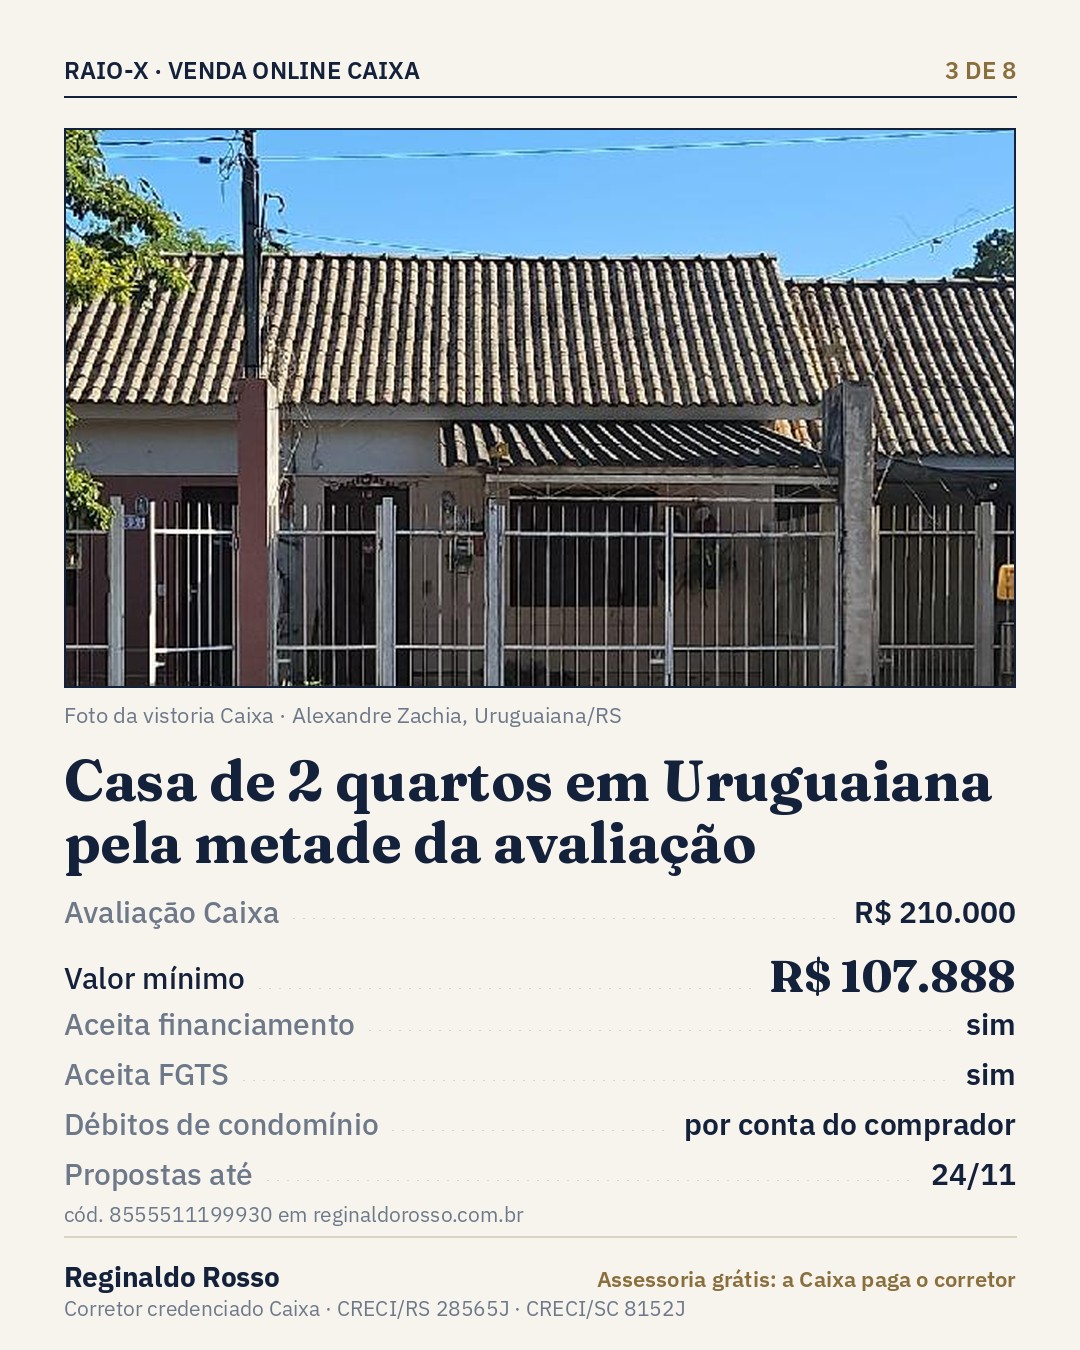 RAIO-X · VENDA ONLINE CAIXA
3 DE 8
Foto da vistoria Caixa · Alexandre Zachia, Uruguaiana/RS
Casa de 2 quartos em Uruguaiana
pela metade da avaliação
Avaliação Caixa R$ 210.000
Valor mínimo R$ 107.888
Aceita financiamento sim
Aceita FGTS sim
Débitos de condomínio por conta do comprador
Propostas até 24/11
cód. 8555511199930 em reginaldorosso.com.br
Reginaldo Rosso
Assessoria grátis: a Caixa paga o corretor
Corretor credenciado Caixa · CRECI/RS 28565J · CRECI/SC 8152J